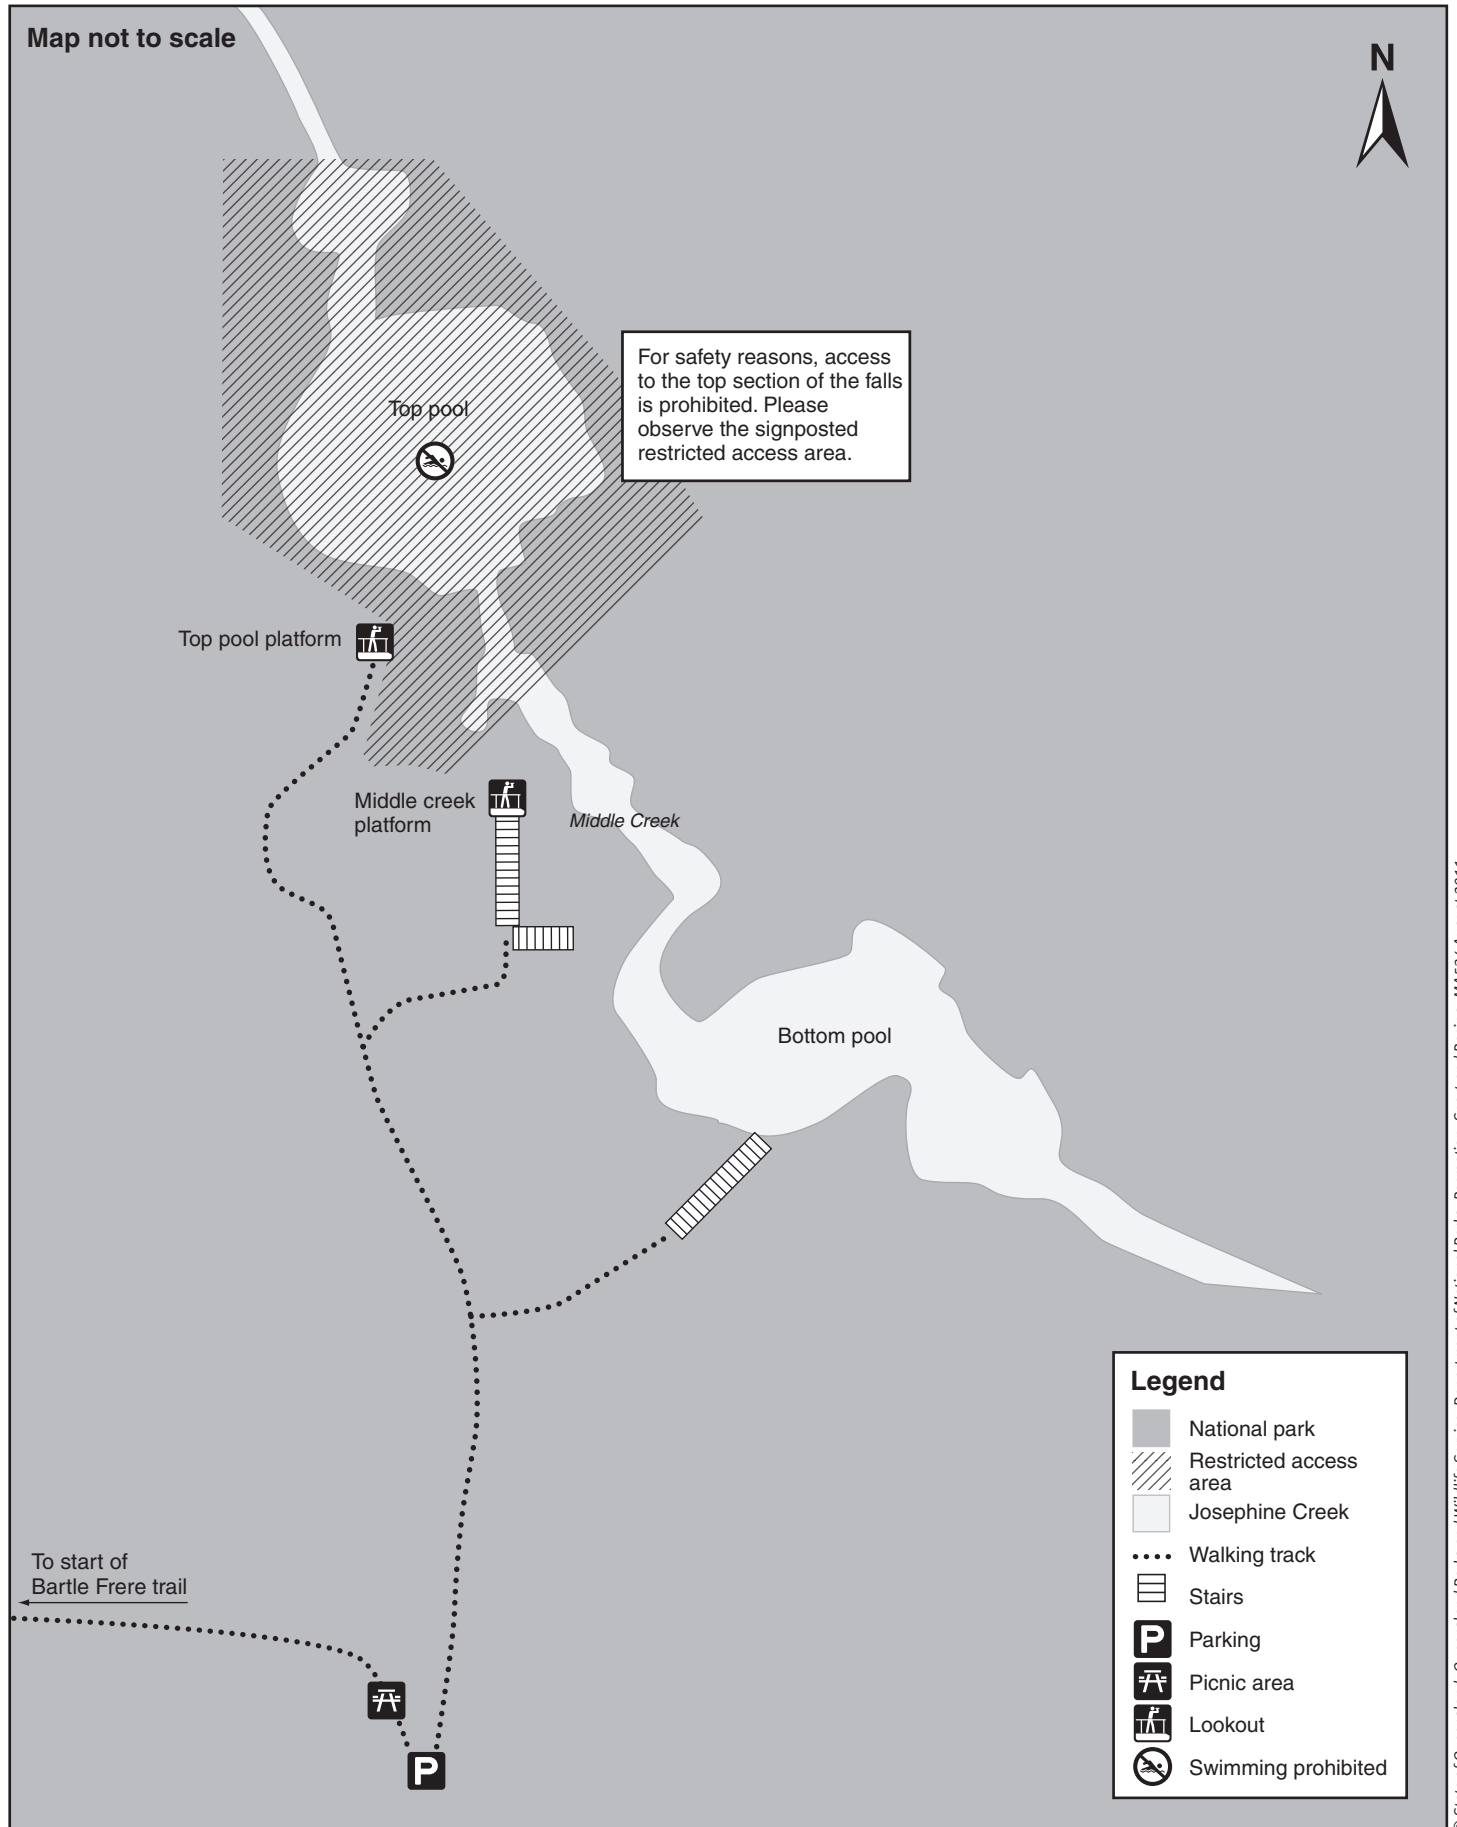 Map not to scale
N
For safety reasons, access
to the top section of the falls
is prohibited. Please
observe the signposted
restricted access area.
Top pool
Top pool platform
Middle creek
platform
Middle Creek
Bottom pool
To start of
Bartle Frere trail
P
Legend
National park
Restricted access
area
Josephine Creek
Walking track
Stairs
P Parking
Picnic area
Lookout
Swimming prohibited